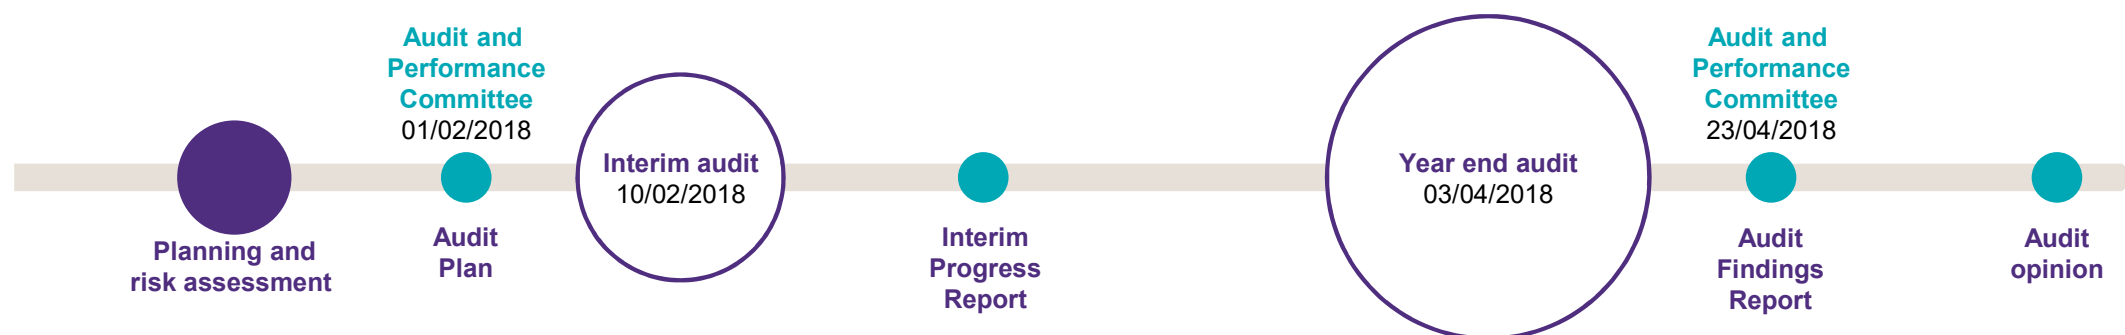 Planning and
risk assessment
Audit and
Performance
Committee
01/02/2018
Audit
Plan
Interim audit
10/02/2018
Interim
Progress
Report
Year end audit
03/04/2018
Audit and
Performance
Committee
23/04/2018
Audit
Findings
Report
Audit
opinion